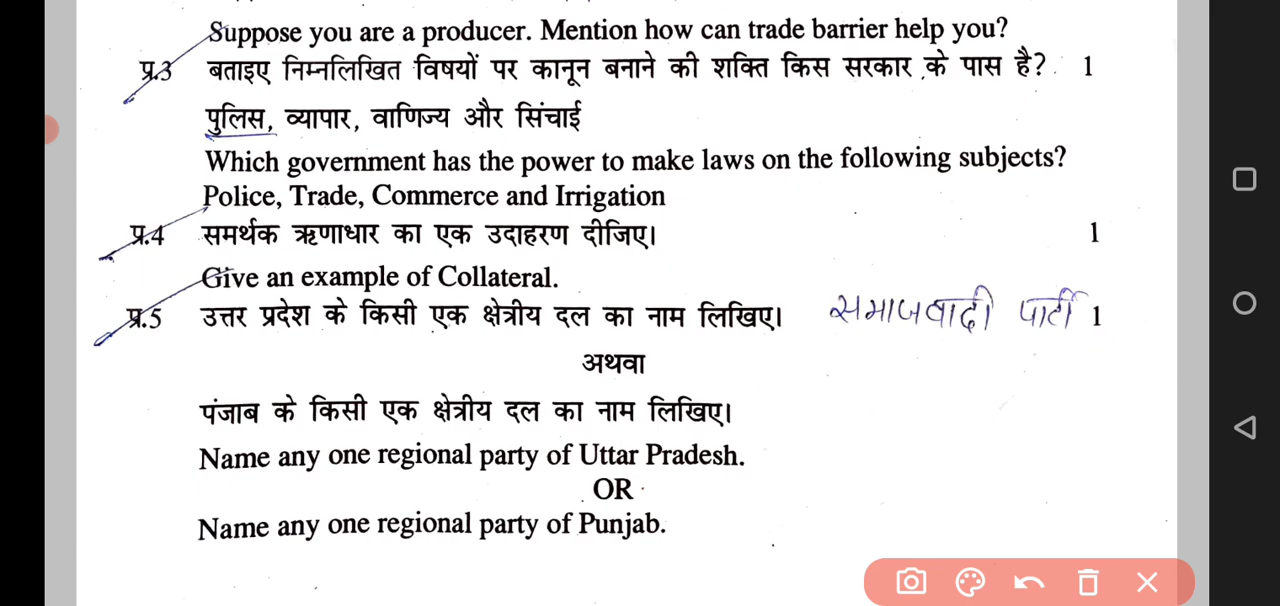 Suppose you are a producer. Mention how can trade barrier help you?
प्र.3 बताइए निम्नलिखित विषयों पर कानून बनाने की शक्ति किस सरकार के पास है? 1
पुलिस, व्यापार, वाणिज्य और सिंचाई
Which government has the power to make laws on the following subjects?
Police, Trade, Commerce and Irrigation
प्र.4 समर्थक ऋणाधार का एक उदाहरण दीजिए। 1
Give an example of Collateral.
प्र.5 उत्तर प्रदेश के किसी एक क्षेत्रीय दल का नाम लिखिए। समाजवादी पार्टी 1
अथवा
पंजाब के किसी एक क्षेत्रीय दल का नाम लिखिए।
Name any one regional party of Uttar Pradesh.
OR
Name any one regional party of Punjab.